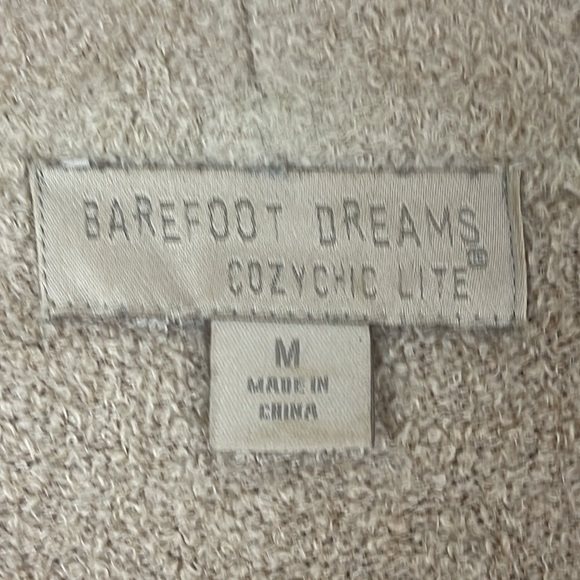 BAREFOOT DREAMS
COZYCHIC LITE
M
MADE IN
CHINA